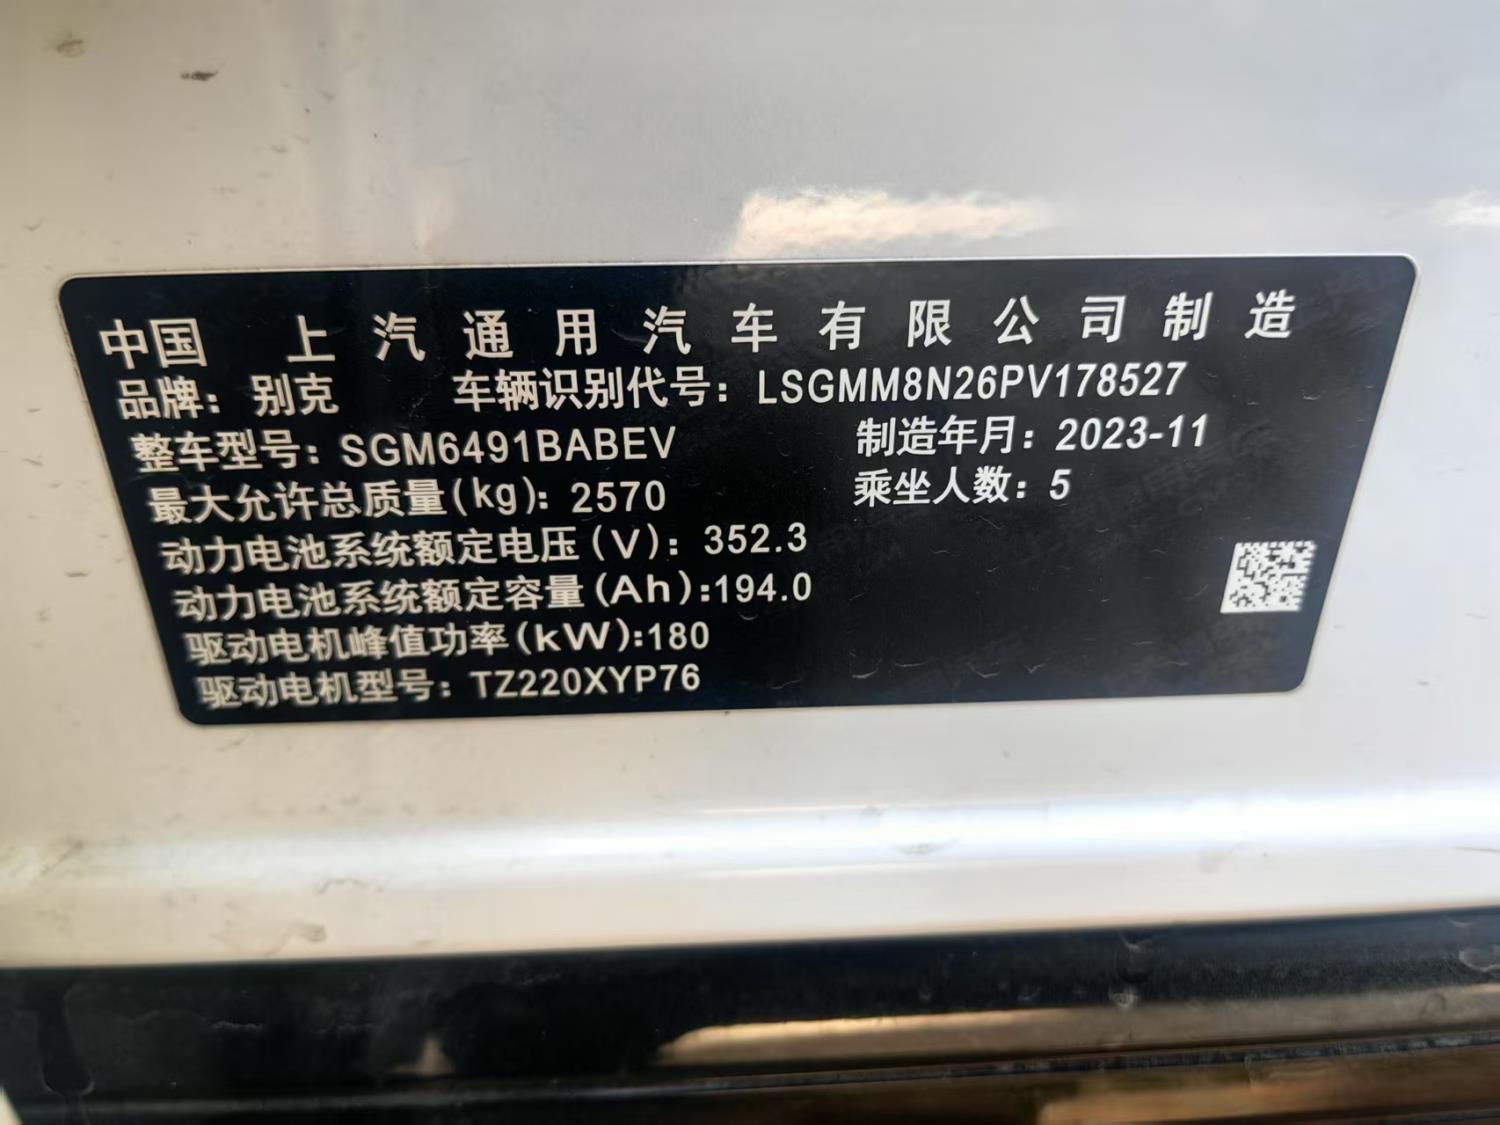 中国 上汽通用汽车有限公司制造
品牌：别克 车辆识别代号：LSGMM8N26PV178527
整车型号：SGM6491BABEV 制造年月：2023-11
最大允许总质量(kg)：2570 乘坐人数：5
动力电池系统额定电压(V)：352.3
动力电池系统额定容量(Ah):194.0
驱动电机峰值功率(kW):180
驱动电机型号：TZ220XYP76